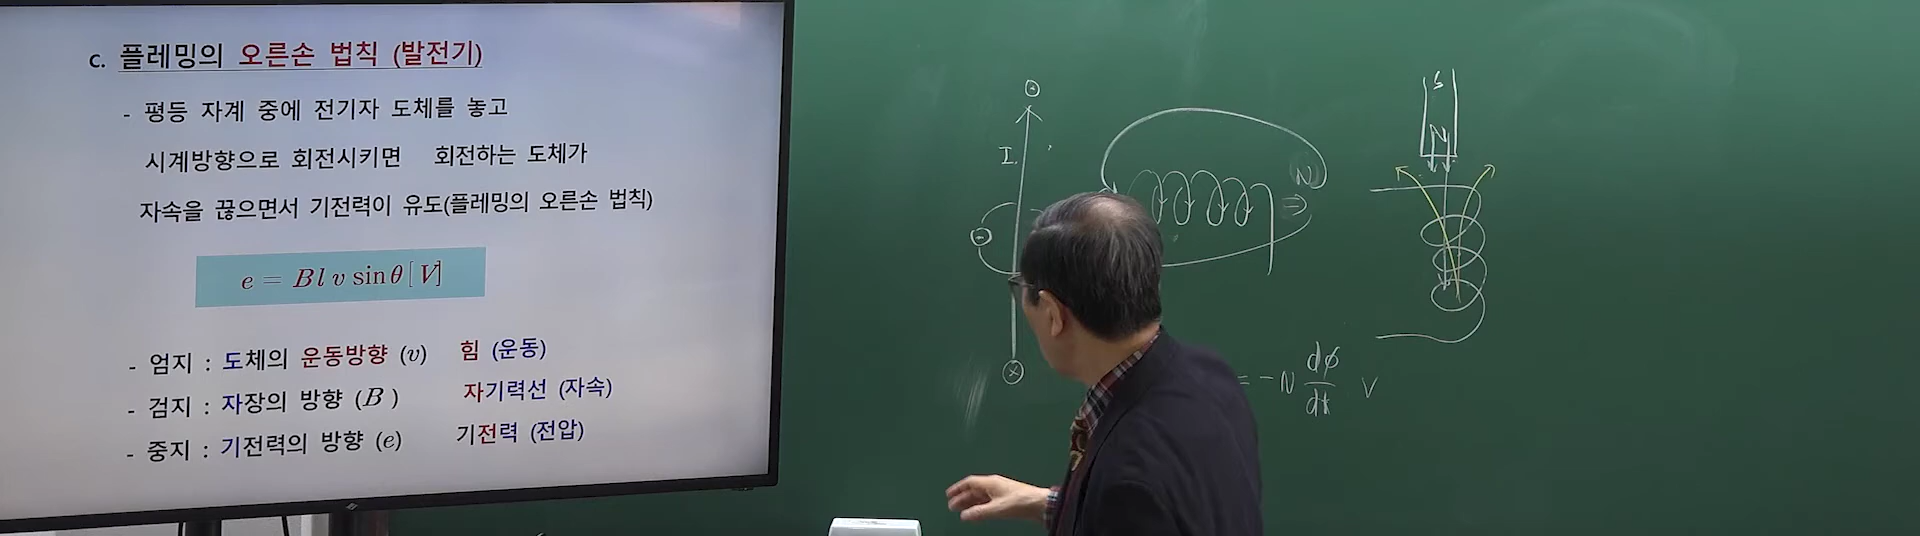 c. 플레밍의 오른손 법칙 (발전기)
- 평등 자계 중에 전기자 도체를 놓고
시계방향으로 회전시키면 회전하는 도체가
자속을 끊으면서 기전력이 유도(플레밍의 오른손 법칙)
e = B l v sinθ [V]
- 엄지 : 도체의 운동방향 (v) 힘 (운동)
- 검지 : 자장의 방향 (B) 자기력선 (자속)
- 중지 : 기전력의 방향 (e) 기전력 (전압)
I
N
S
N
= -N dφ/dt V